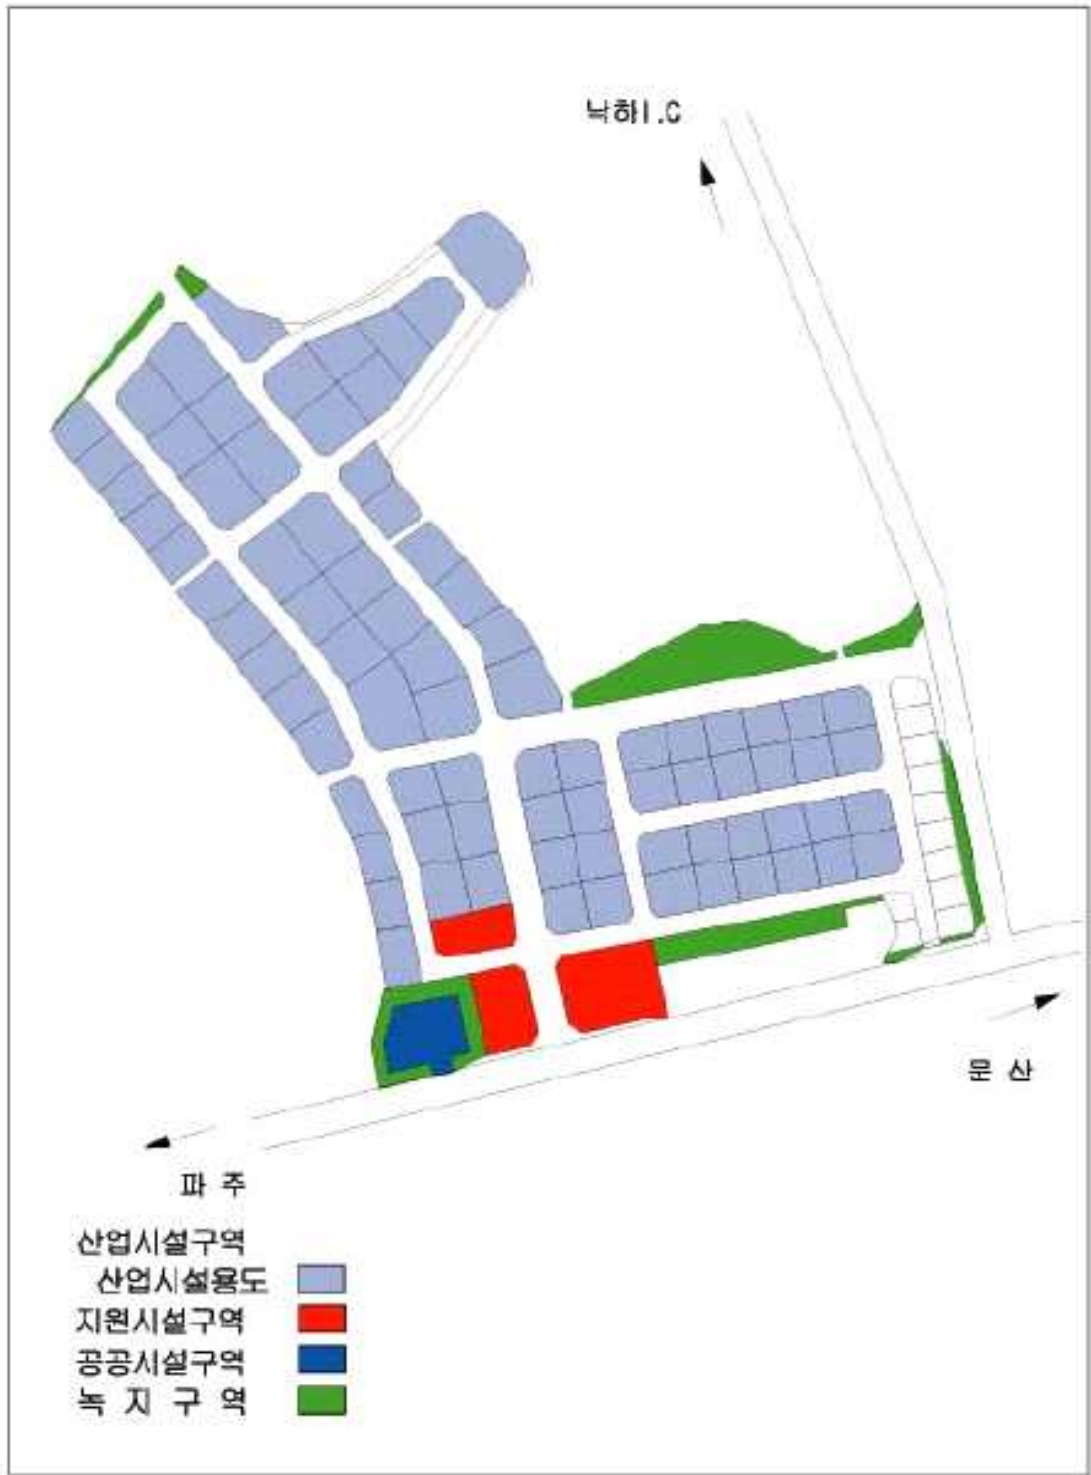 낙하I.C
문 산
파 주
산업시설구역
산업시설용도
지원시설구역
공공시설구역
녹 지 구 역